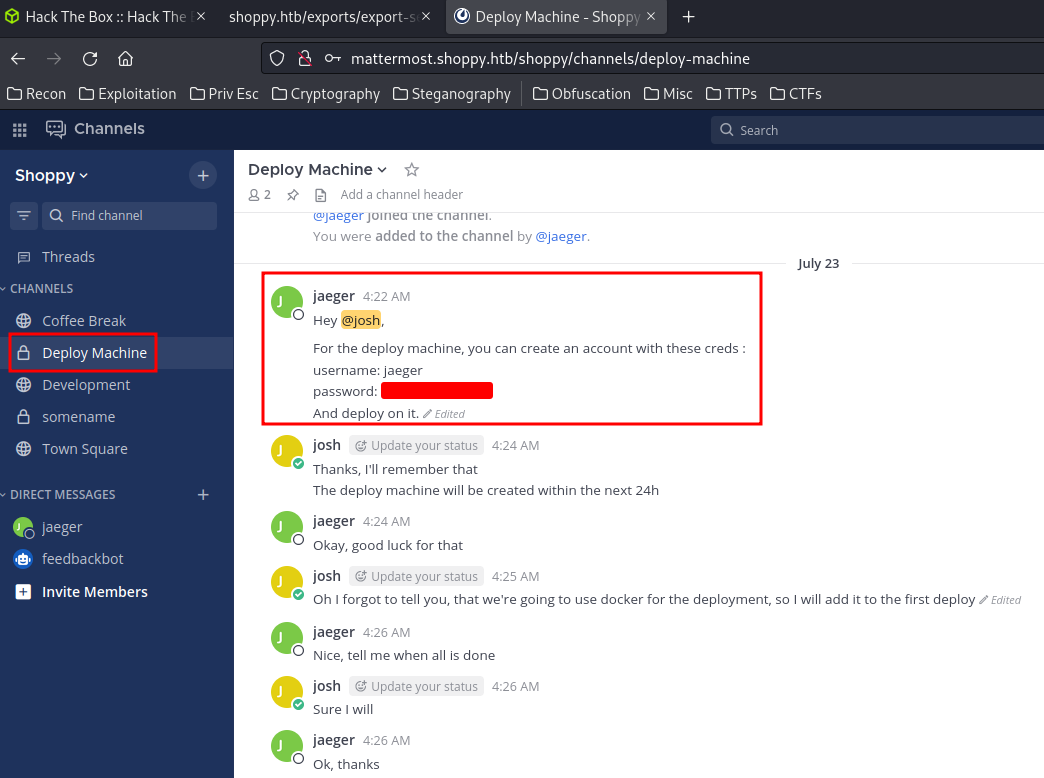 Hack The Box :: Hack The
shoppy.htb/exports/export-se
Deploy Machine - Shoppy
mattermost.shoppy.htb/shoppy/channels/deploy-machine
Recon Exploitation Priv Esc Cryptography Steganography Obfuscation Misc TTPs CTFs
Channels
Search
Shoppy
Find channel
Threads
CHANNELS
Coffee Break
Deploy Machine
Development
somename
Town Square
DIRECT MESSAGES
jaeger
feedbackbot
Invite Members
Deploy Machine
2 Add a channel header
@jaeger joined the channel.
You were added to the channel by @jaeger.
July 23
jaeger 4:22 AM
Hey @josh,
For the deploy machine, you can create an account with these creds :
username: jaeger
password:
And deploy on it. Edited
josh Update your status 4:24 AM
Thanks, I'll remember that
The deploy machine will be created within the next 24h
jaeger 4:24 AM
Okay, good luck for that
josh Update your status 4:25 AM
Oh I forgot to tell you, that we're going to use docker for the deployment, so I will add it to the first deploy Edited
jaeger 4:26 AM
Nice, tell me when all is done
josh Update your status 4:26 AM
Sure I will
jaeger 4:26 AM
Ok, thanks